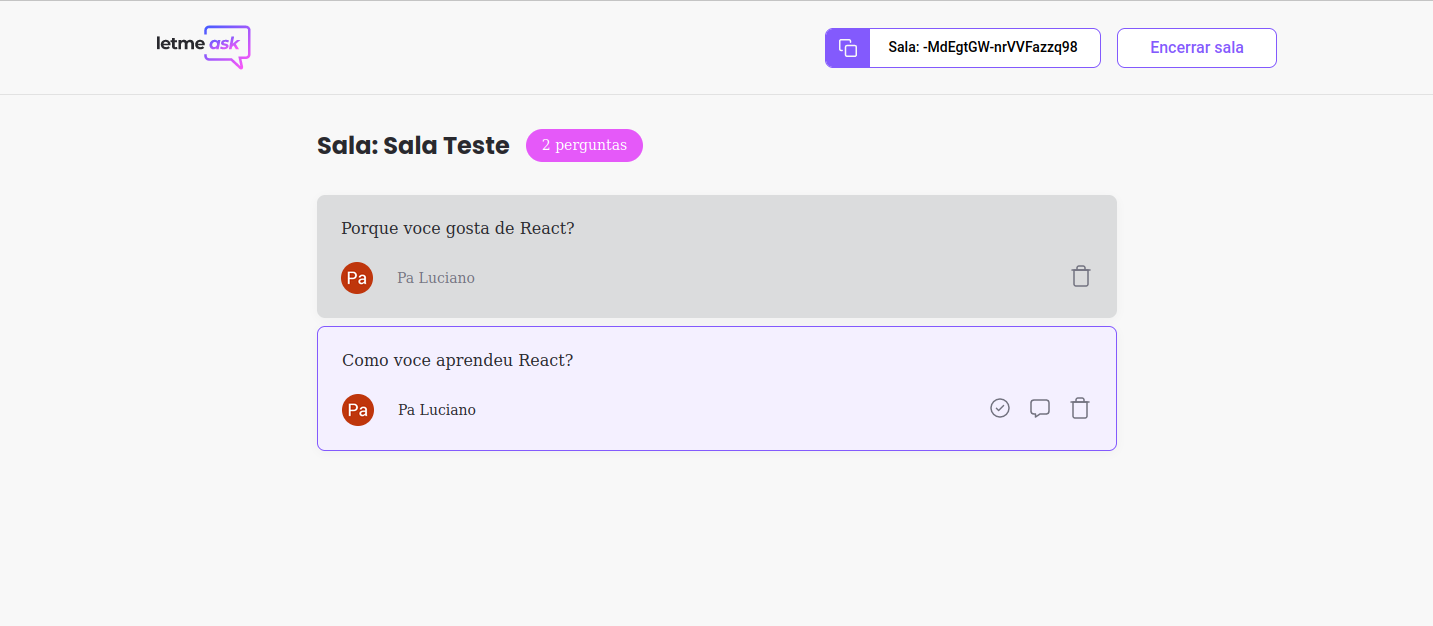 letme ask
Sala: -MdEgtGW-nrVVFazzq98
Encerrar sala
Sala: Sala Teste
2 perguntas
Porque voce gosta de React?
Pa
Pa Luciano
Como voce aprendeu React?
Pa
Pa Luciano